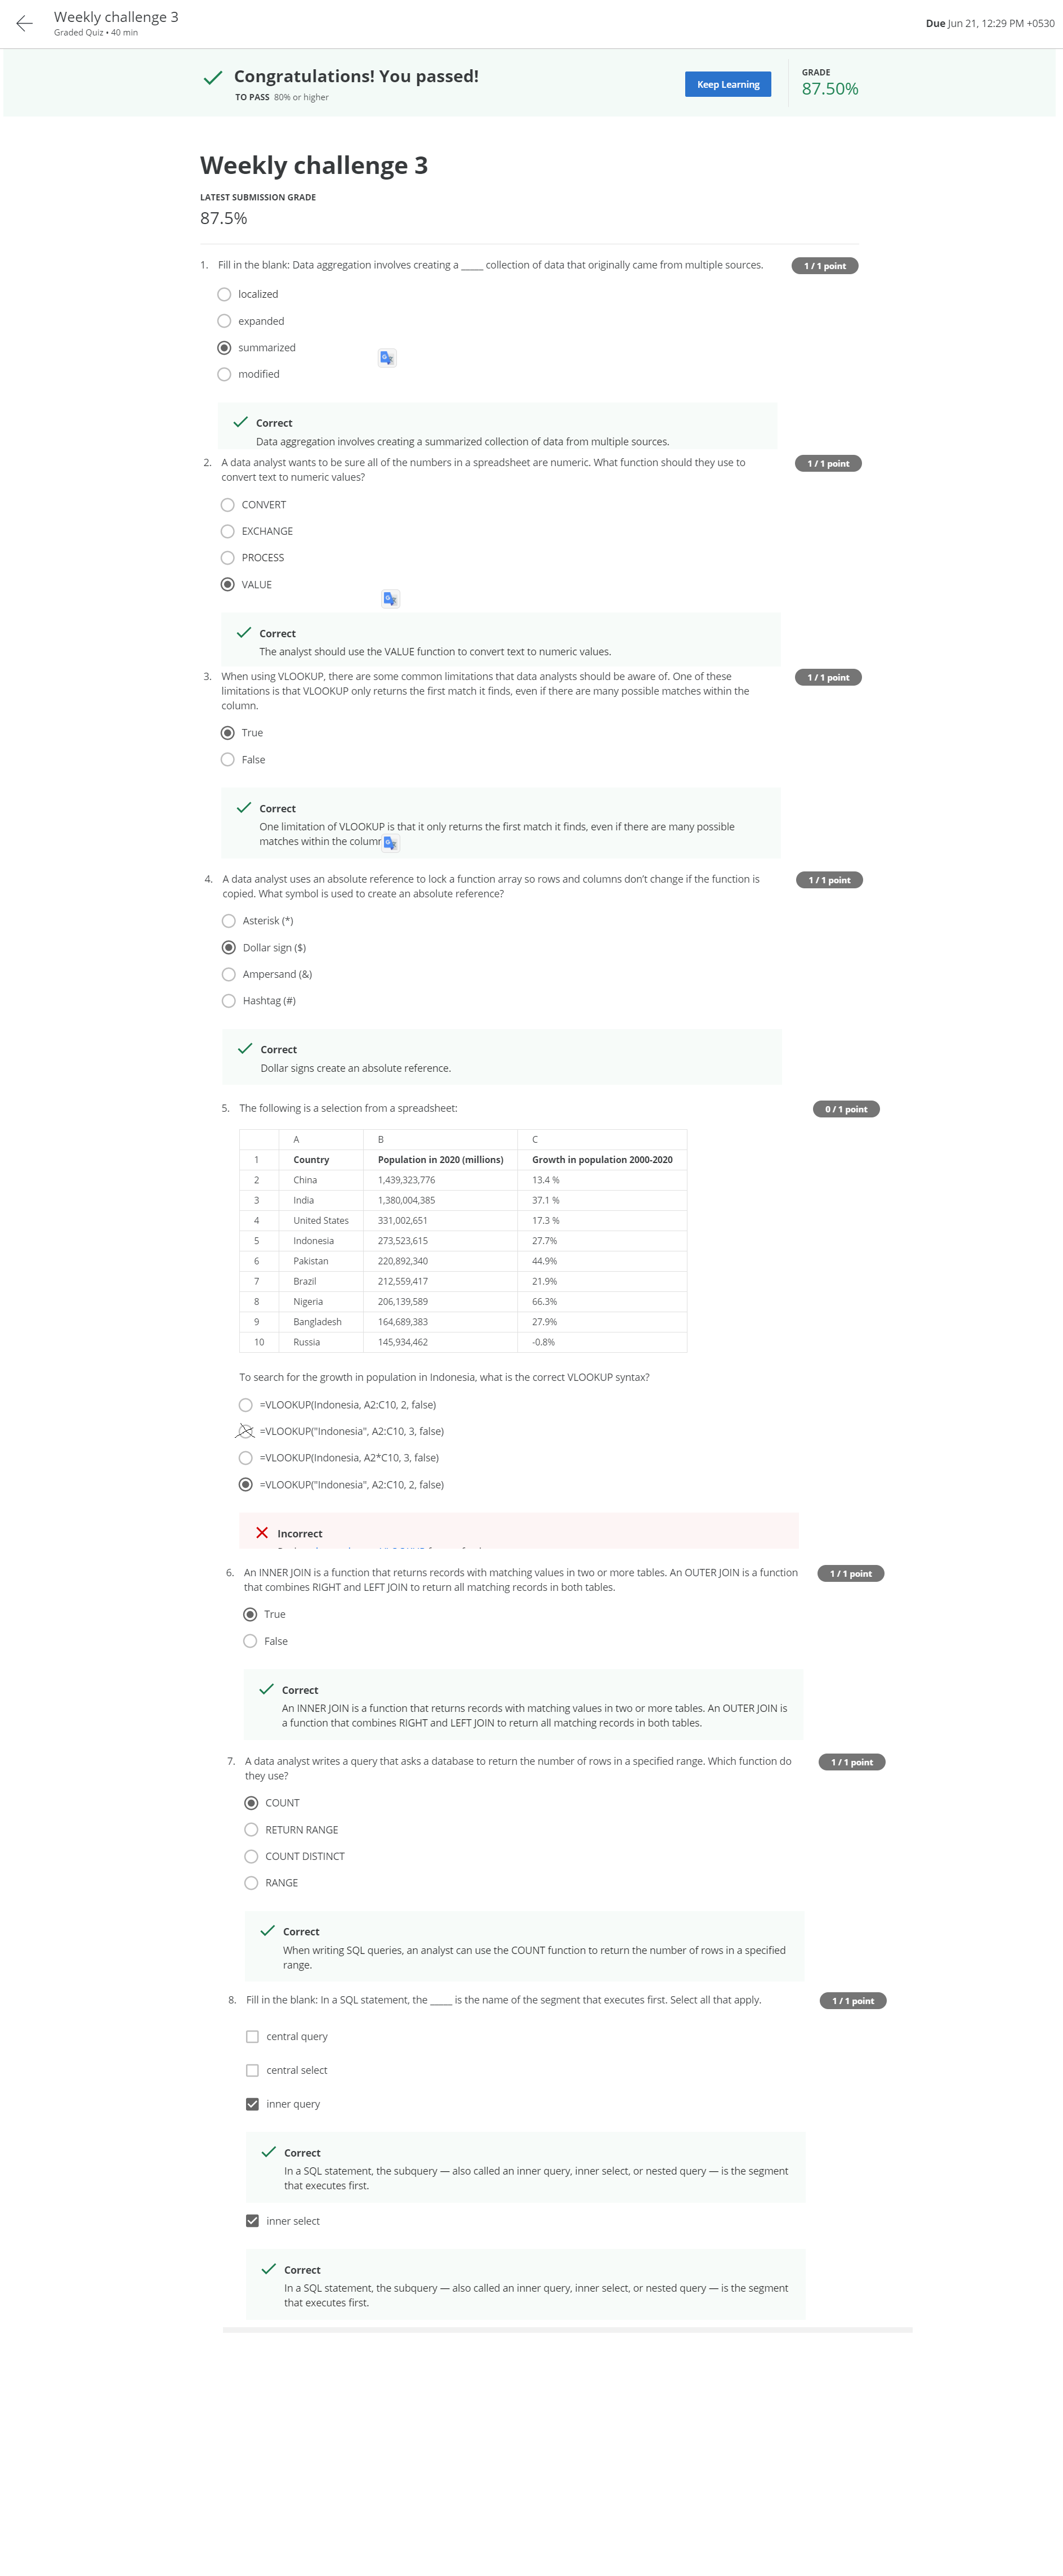 Weekly challenge 3
Graded Quiz • 40 min
Due Jun 21, 12:29 PM +0530
Congratulations! You passed!
TO PASS 80% or higher
Keep Learning
GRADE
87.50%
Weekly challenge 3
LATEST SUBMISSION GRADE
87.5%
1. Fill in the blank: Data aggregation involves creating a _____ collection of data that originally came from multiple sources.
1 / 1 point
localized
expanded
summarized
modified
Correct
Data aggregation involves creating a summarized collection of data from multiple sources.
2. A data analyst wants to be sure all of the numbers in a spreadsheet are numeric. What function should they use to
convert text to numeric values?
1 / 1 point
CONVERT
EXCHANGE
PROCESS
VALUE
Correct
The analyst should use the VALUE function to convert text to numeric values.
3. When using VLOOKUP, there are some common limitations that data analysts should be aware of. One of these
limitations is that VLOOKUP only returns the first match it finds, even if there are many possible matches within the
column.
1 / 1 point
True
False
Correct
One limitation of VLOOKUP is that it only returns the first match it finds, even if there are many possible
matches within the column
4. A data analyst uses an absolute reference to lock a function array so rows and columns don't change if the function is
copied. What symbol is used to create an absolute reference?
1 / 1 point
Asterisk (*)
Dollar sign ($)
Ampersand (&)
Hashtag (#)
Correct
Dollar signs create an absolute reference.
5. The following is a selection from a spreadsheet:
0 / 1 point
A B C
1 Country Population in 2020 (millions) Growth in population 2000-2020
2 China 1,439,323,776 13.4 %
3 India 1,380,004,385 37.1 %
4 United States 331,002,651 17.3 %
5 Indonesia 273,523,615 27.7%
6 Pakistan 220,892,340 44.9%
7 Brazil 212,559,417 21.9%
8 Nigeria 206,139,589 66.3%
9 Bangladesh 164,689,383 27.9%
10 Russia 145,934,462 -0.8%
To search for the growth in population in Indonesia, what is the correct VLOOKUP syntax?
=VLOOKUP(Indonesia, A2:C10, 2, false)
=VLOOKUP("Indonesia", A2:C10, 3, false)
=VLOOKUP(Indonesia, A2*C10, 3, false)
=VLOOKUP("Indonesia", A2:C10, 2, false)
Incorrect
6. An INNER JOIN is a function that returns records with matching values in two or more tables. An OUTER JOIN is a function
that combines RIGHT and LEFT JOIN to return all matching records in both tables.
1 / 1 point
True
False
Correct
An INNER JOIN is a function that returns records with matching values in two or more tables. An OUTER JOIN is
a function that combines RIGHT and LEFT JOIN to return all matching records in both tables.
7. A data analyst writes a query that asks a database to return the number of rows in a specified range. Which function do
they use?
1 / 1 point
COUNT
RETURN RANGE
COUNT DISTINCT
RANGE
Correct
When writing SQL queries, an analyst can use the COUNT function to return the number of rows in a specified
range.
8. Fill in the blank: In a SQL statement, the _____ is the name of the segment that executes first. Select all that apply.
1 / 1 point
central query
central select
inner query
Correct
In a SQL statement, the subquery — also called an inner query, inner select, or nested query — is the segment
that executes first.
inner select
Correct
In a SQL statement, the subquery — also called an inner query, inner select, or nested query — is the segment
that executes first.